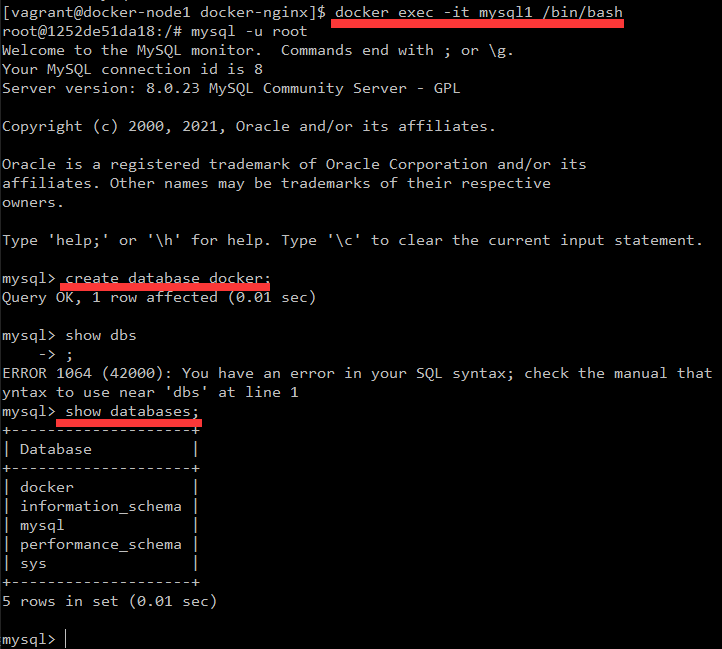 [vagrant@docker-node1 docker-nginx]$ docker exec -it mysql1 /bin/bash
root@1252de51da18:/# mysql -u root
Welcome to the MySQL monitor.  Commands end with ; or \g.
Your MySQL connection id is 8
Server version: 8.0.23 MySQL Community Server - GPL

Copyright (c) 2000, 2021, Oracle and/or its affiliates.

Oracle is a registered trademark of Oracle Corporation and/or its
affiliates. Other names may be trademarks of their respective
owners.

Type 'help;' or '\h' for help. Type '\c' to clear the current input statement.

mysql> create database docker;
Query OK, 1 row affected (0.01 sec)

mysql> show dbs
    -> ;
ERROR 1064 (42000): You have an error in your SQL syntax; check the manual that
yntax to use near 'dbs' at line 1
mysql> show databases;
+--------------------+
| Database           |
+--------------------+
| docker             |
| information_schema |
| mysql              |
| performance_schema |
| sys                |
+--------------------+
5 rows in set (0.01 sec)

mysql>